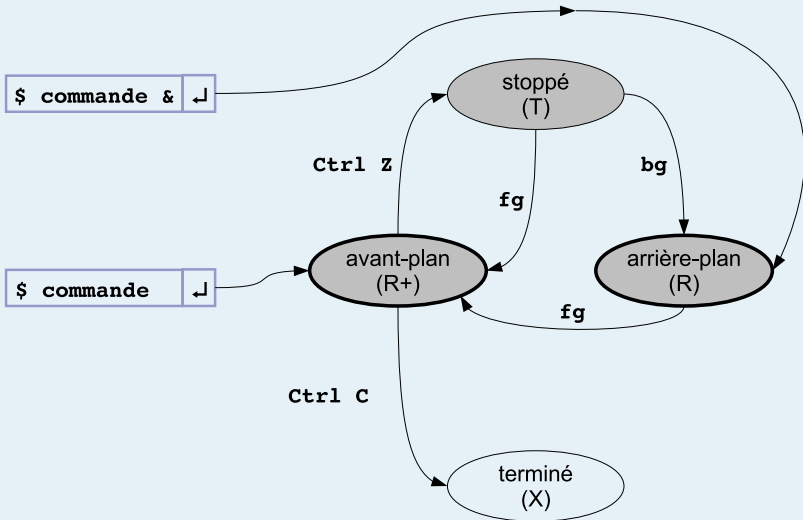 stoppé
(T)
$ commande & ↵
Ctrl Z
bg
fg
avant-plan
(R+)
arrière-plan
(R)
$ commande ↵
fg
Ctrl C
terminé
(X)